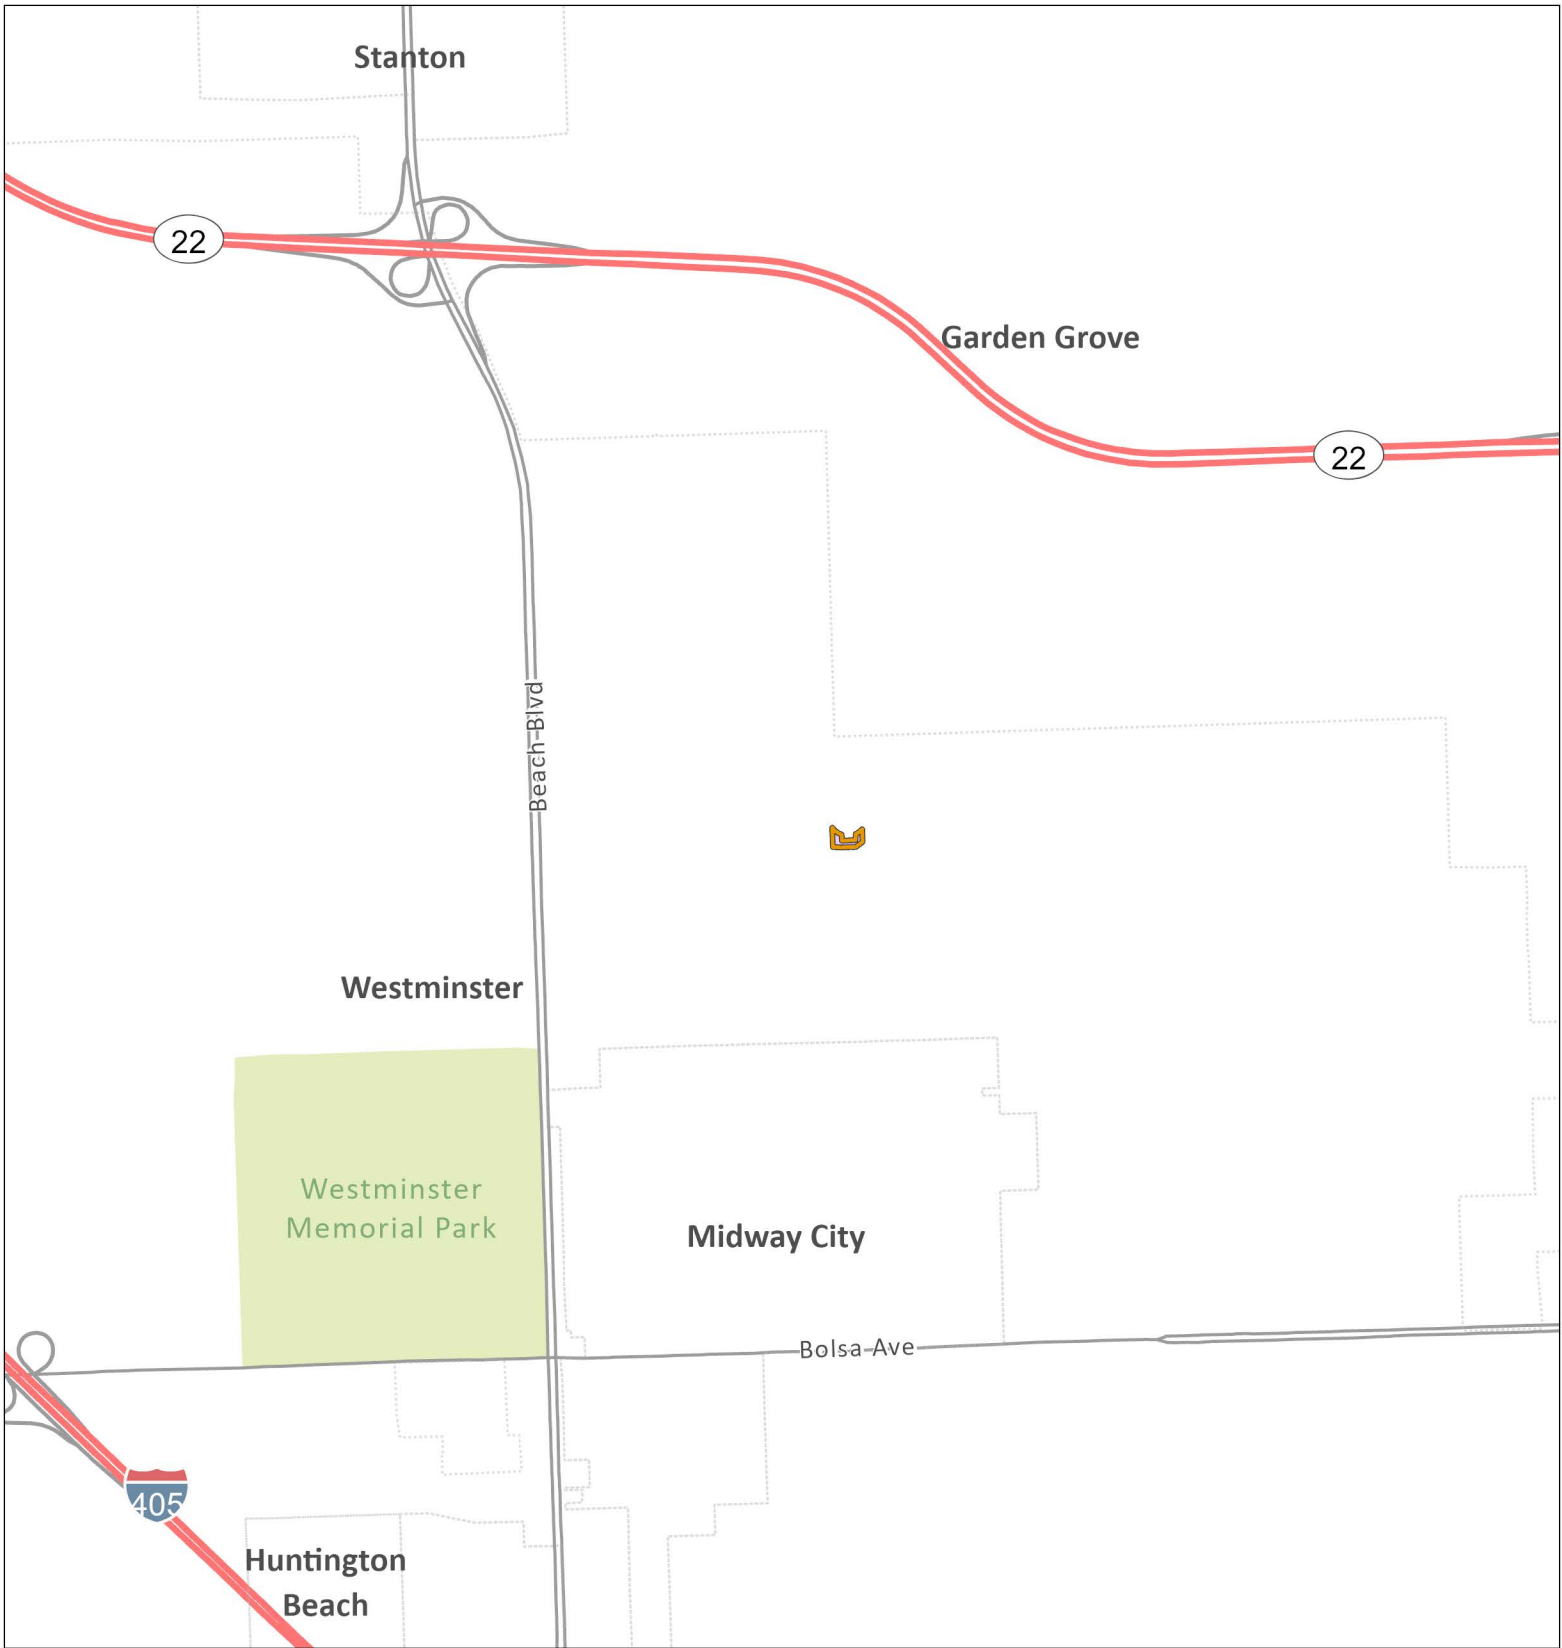 Stanton
22
Garden Grove
22
Beach Blvd
Westminster
Westminster
Memorial Park
Midway City
Bolsa Ave
405
Huntington
Beach